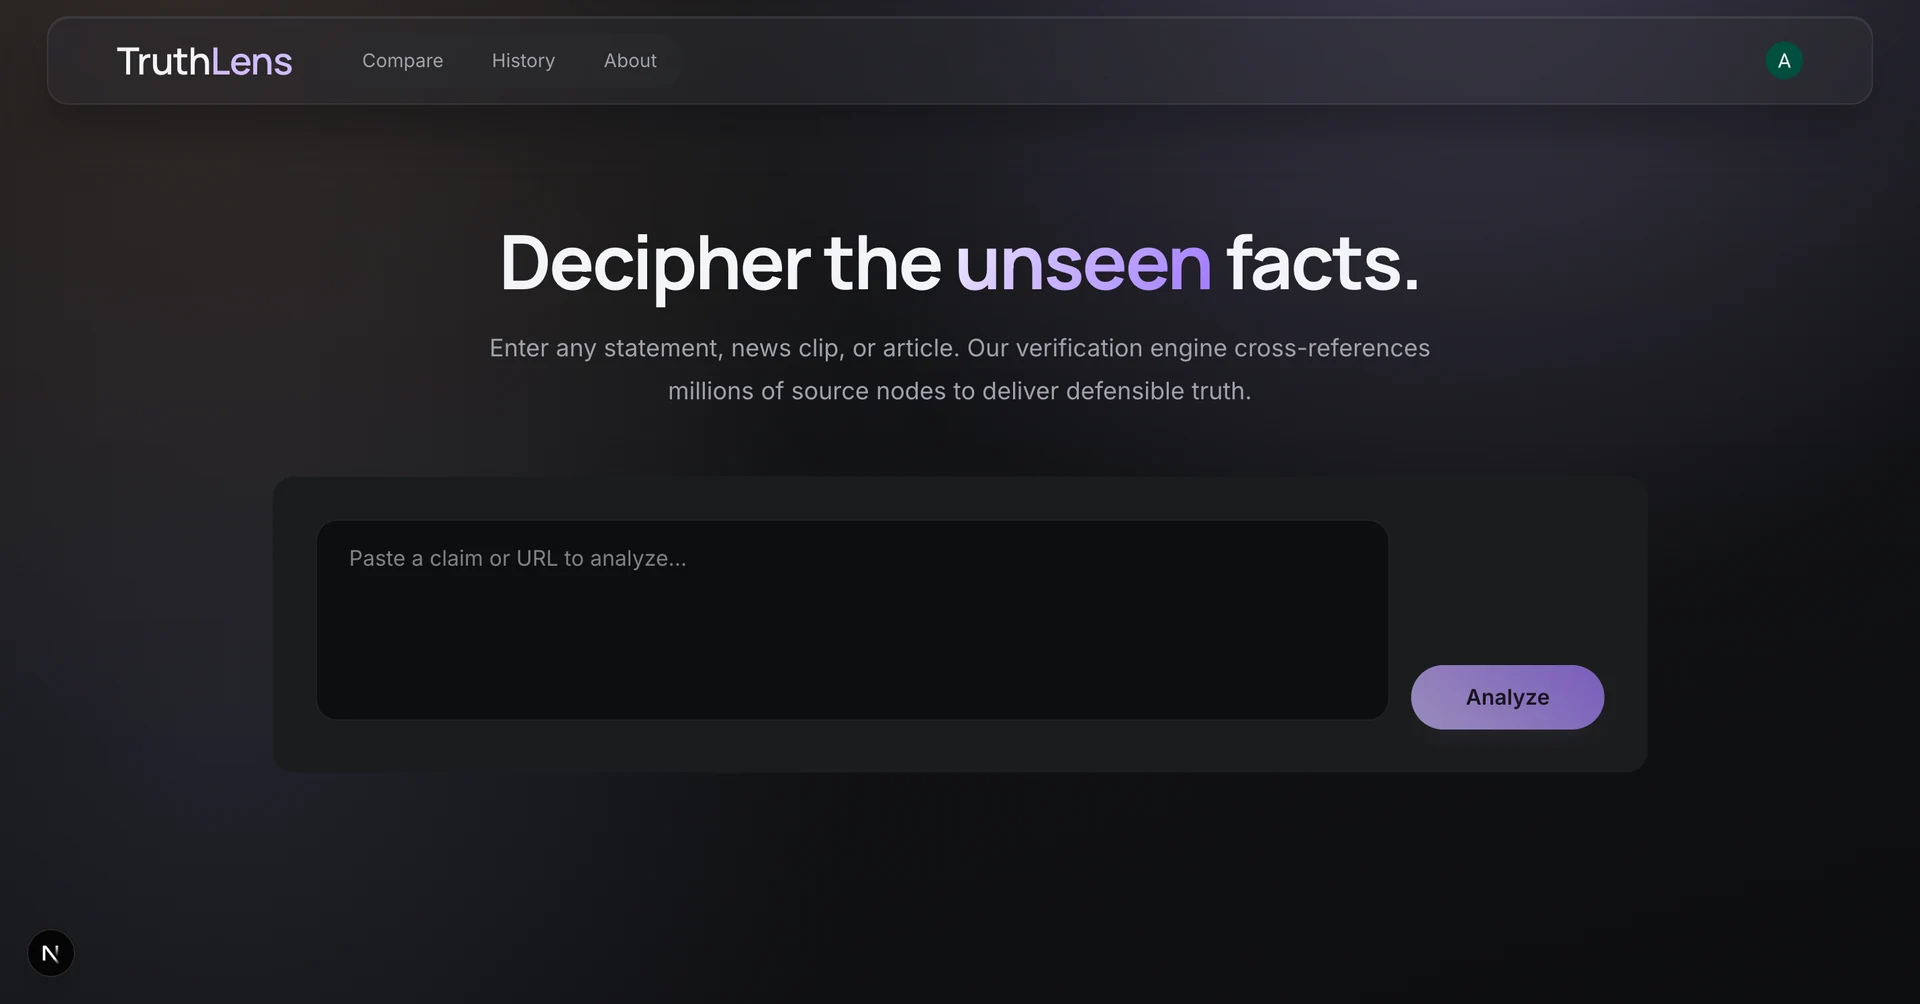 TruthLens
Compare
History
About
A
Decipher the unseen facts.
Enter any statement, news clip, or article. Our verification engine cross-references
millions of source nodes to deliver defensible truth.
Paste a claim or URL to analyze...
Analyze
N